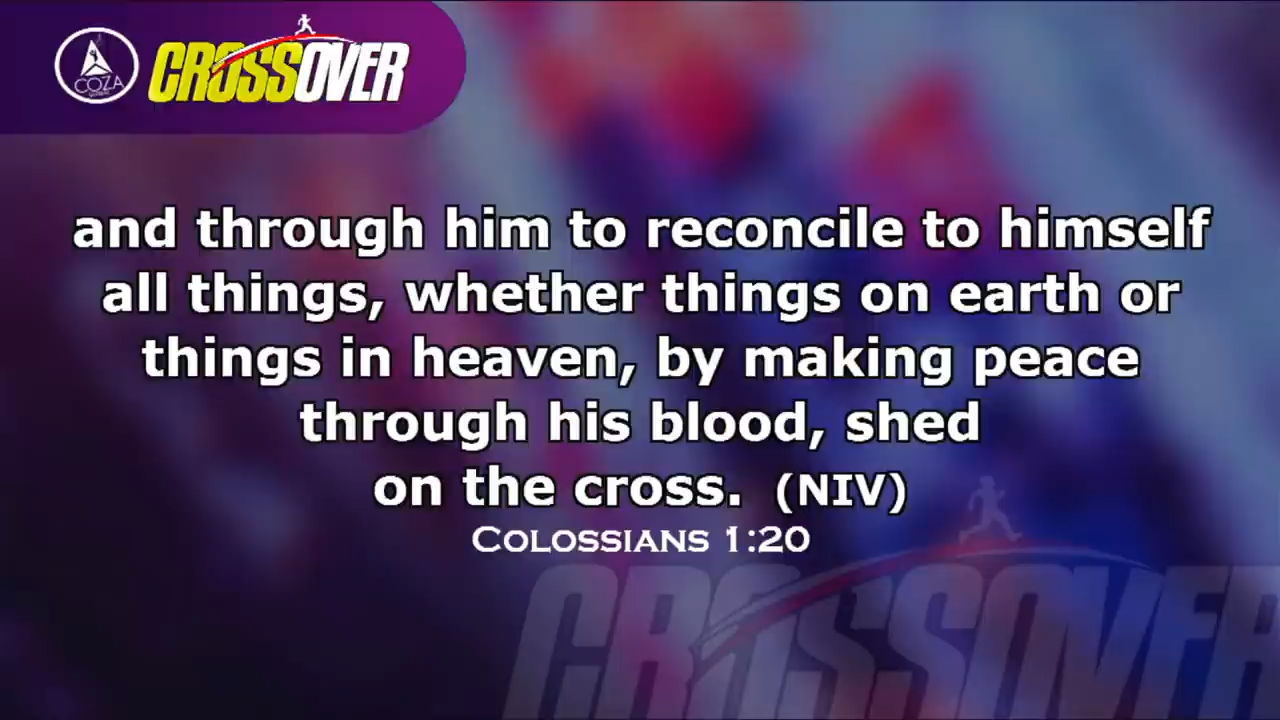 COZA
CROSSOVER
and through him to reconcile to himself
all things, whether things on earth or
things in heaven, by making peace
through his blood, shed
on the cross. (NIV)
COLOSSIANS 1:20
CROSSOVER